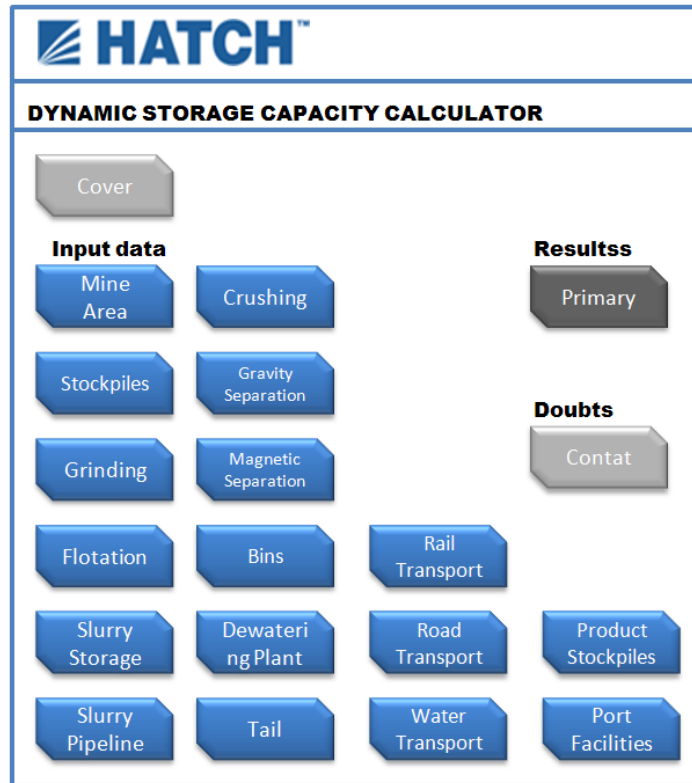 HATCH™
DYNAMIC STORAGE CAPACITY CALCULATOR
Cover
Input data
Resultss
Mine
Area
Crushing
Primary
Stockpiles
Gravity
Separation
Doubts
Grinding
Magnetic
Separation
Contat
Flotation
Bins
Rail
Transport
Slurry
Storage
Dewateri
ng Plant
Road
Transport
Product
Stockpiles
Slurry
Pipeline
Tail
Water
Transport
Port
Facilities